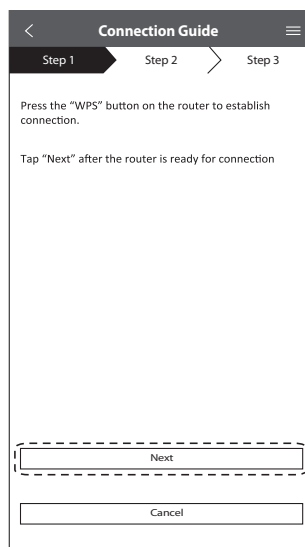 Connection Guide
Step 1 Step 2 Step 3
Press the “WPS” button on the router to establish
connection.
Tap “Next” after the router is ready for connection
Next
Cancel